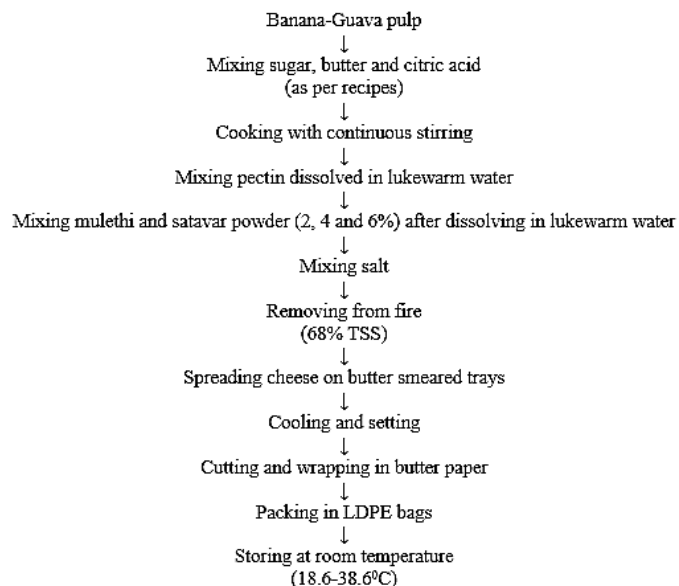 Banana-Guava pulp
↓
Mixing sugar, butter and citric acid
(as per recipes)
↓
Cooking with continuous stirring
↓
Mixing pectin dissolved in lukewarm water
↓
Mixing mulethi and satavar powder (2, 4 and 6%) after dissolving in lukewarm water
↓
Mixing salt
↓
Removing from fire
(68% TSS)
↓
Spreading cheese on butter smeared trays
↓
Cooling and setting
↓
Cutting and wrapping in butter paper
↓
Packing in LDPE bags
↓
Storing at room temperature
(18.6-38.6⁰C)